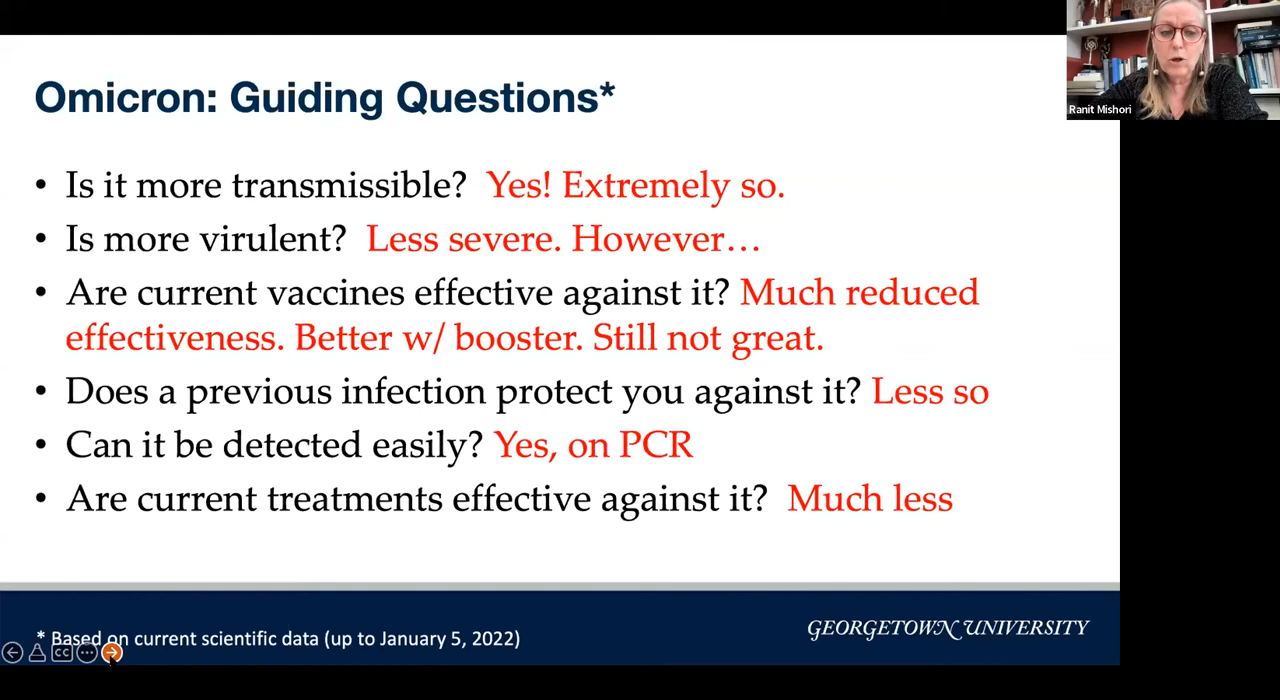 Ranit Mishori
Omicron: Guiding Questions*
• Is it more transmissible? Yes! Extremely so.
• Is more virulent? Less severe. However…
• Are current vaccines effective against it? Much reduced
effectiveness. Better w/ booster. Still not great.
• Does a previous infection protect you against it? Less so
• Can it be detected easily? Yes, on PCR
• Are current treatments effective against it? Much less
* Based on current scientific data (up to January 5, 2022)
GEORGETOWN UNIVERSITY
CC